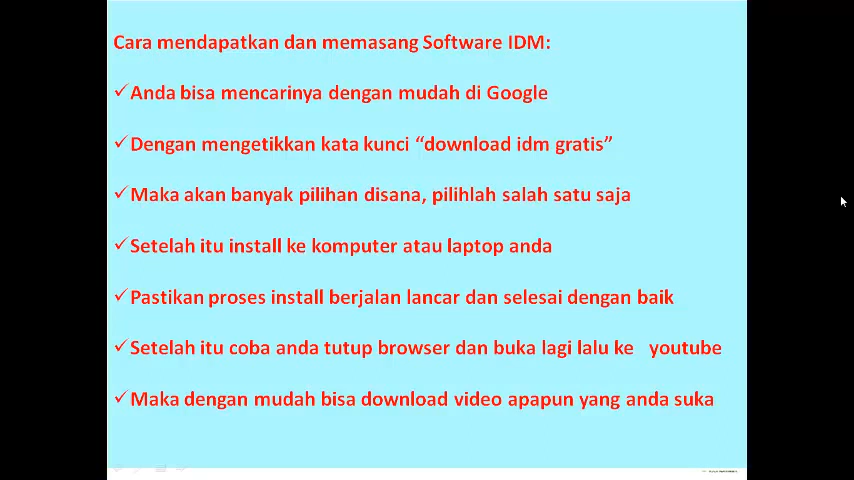 Cara mendapatkan dan memasang Software IDM:
✓Anda bisa mencarinya dengan mudah di Google
✓Dengan mengetikkan kata kunci “download idm gratis”
✓Maka akan banyak pilihan disana, pilihlah salah satu saja
✓Setelah itu install ke komputer atau laptop anda
✓Pastikan proses install berjalan lancar dan selesai dengan baik
✓Setelah itu coba anda tutup browser dan buka lagi lalu ke youtube
✓Maka dengan mudah bisa download video apapun yang anda suka